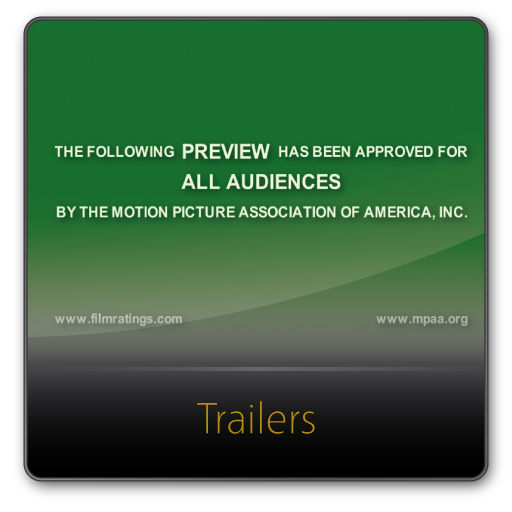 THE FOLLOWING PREVIEW HAS BEEN APPROVED FOR
ALL AUDIENCES
BY THE MOTION PICTURE ASSOCIATION OF AMERICA, INC.
www.filmratings.com www.mpaa.org
Trailers